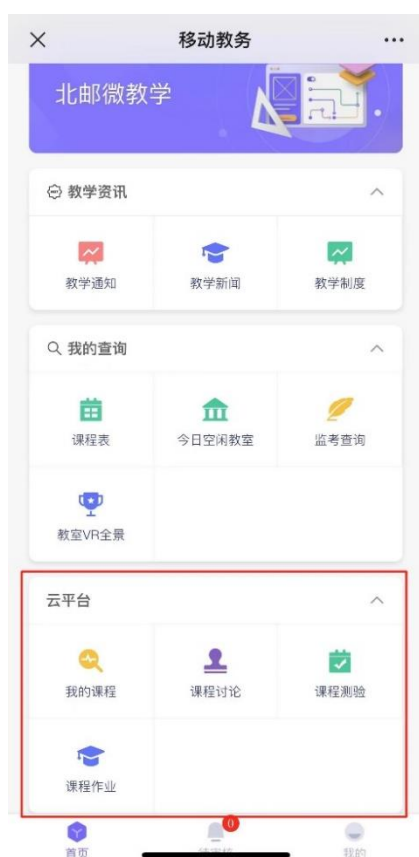 移动教务
北邮微教学
教学资讯
教学通知 教学新闻 教学制度
我的查询
课程表 今日空闲教室 监考查询
教室VR全景
云平台
我的课程 课程讨论 课程测验
课程作业
0
首页 待审核 我的